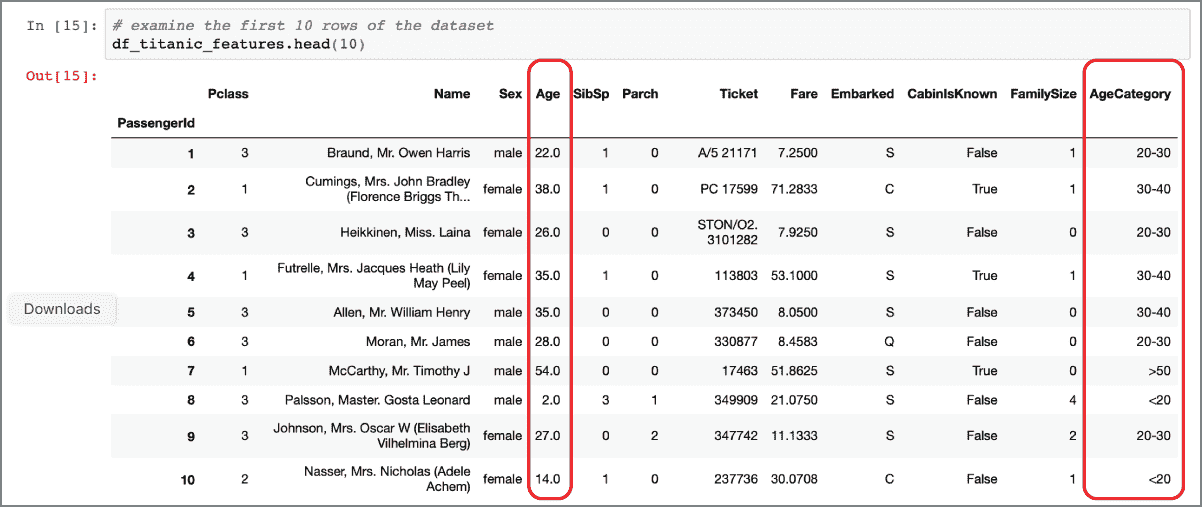 In [15]: # examine the first 10 rows of the dataset
df_titanic_features.head(10)
Out[15]:
Pclass Name Sex Age SibSp Parch Ticket Fare Embarked CabinIsKnown FamilySize AgeCategory
PassengerId
1 3 Braund, Mr. Owen Harris male 22.0 1 0 A/5 21171 7.2500 S False 1 20-30
2 1 Cumings, Mrs. John Bradley
(Florence Briggs Th... female 38.0 1 0 PC 17599 71.2833 C True 1 30-40
3 3 Heikkinen, Miss. Laina female 26.0 0 0 STON/O2.
3101282 7.9250 S False 0 20-30
4 1 Futrelle, Mrs. Jacques Heath (Lily
May Peel) female 35.0 1 0 113803 53.1000 S True 1 30-40
Downloads
5 3 Allen, Mr. William Henry male 35.0 0 0 373450 8.0500 S False 0 30-40
6 3 Moran, Mr. James male 28.0 0 0 330877 8.4583 Q False 0 20-30
7 1 McCarthy, Mr. Timothy J male 54.0 0 0 17463 51.8625 S True 0 >50
8 3 Palsson, Master. Gosta Leonard male 2.0 3 1 349909 21.0750 S False 4 <20
9 3 Johnson, Mrs. Oscar W (Elisabeth
Vilhelmina Berg) female 27.0 0 2 347742 11.1333 S False 2 20-30
10 2 Nasser, Mrs. Nicholas (Adele
Achem) female 14.0 1 0 237736 30.0708 C False 1 <20